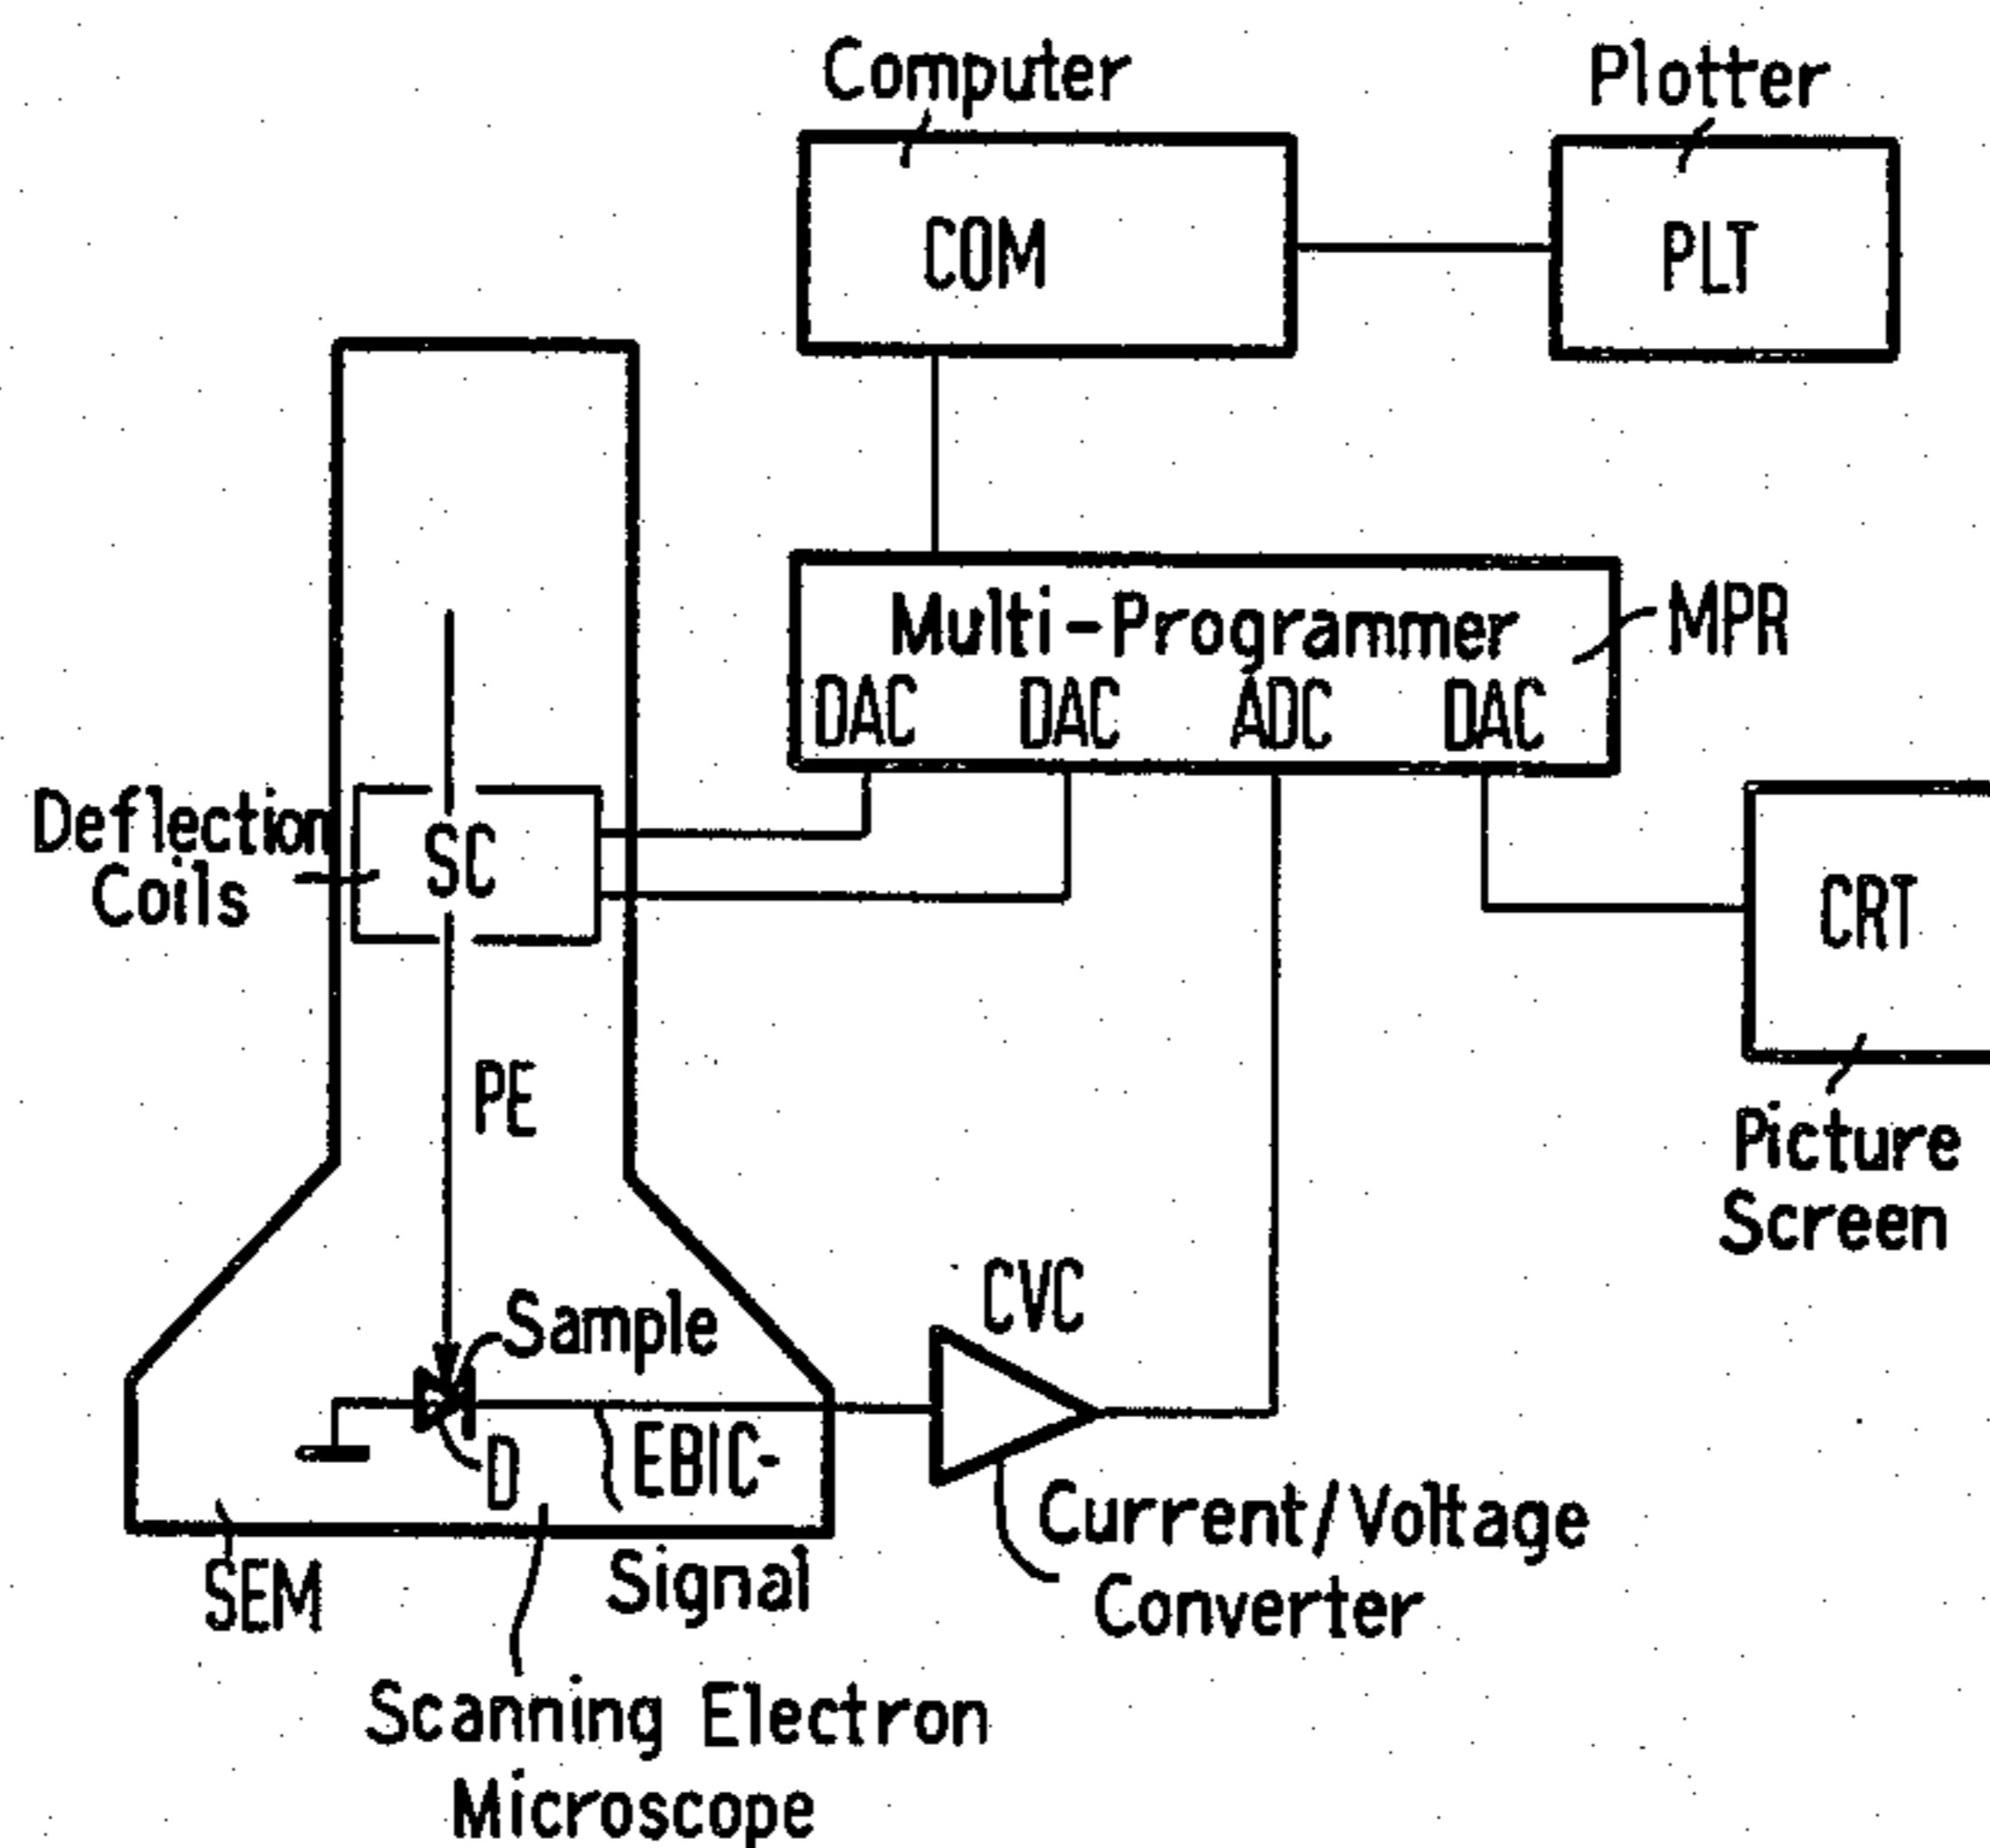 Computer
Plotter
COM
PLT
Multi-Programmer
MPR
DAC DAC ADC DAC
Deflection
Coils
SC
CRT
PE
Picture
Screen
CVC
Sample
D
EBIC-
Signal
Current/Voltage
Converter
SEM
Scanning Electron
Microscope